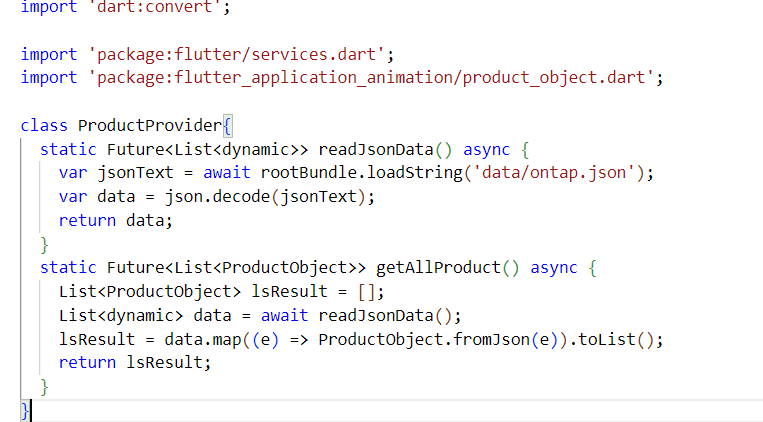 import 'dart:convert';
import 'package:flutter/services.dart';
import 'package:flutter_application_animation/product_object.dart';
class ProductProvider{
static Future<List<dynamic>> readJsonData() async {
var jsonText = await rootBundle.loadString('data/ontap.json');
var data = json.decode(jsonText);
return data;
}
static Future<List<ProductObject>> getAllProduct() async {
List<ProductObject> lsResult = [];
List<dynamic> data = await readJsonData();
lsResult = data.map((e) => ProductObject.fromJson(e)).toList();
return lsResult;
}
}